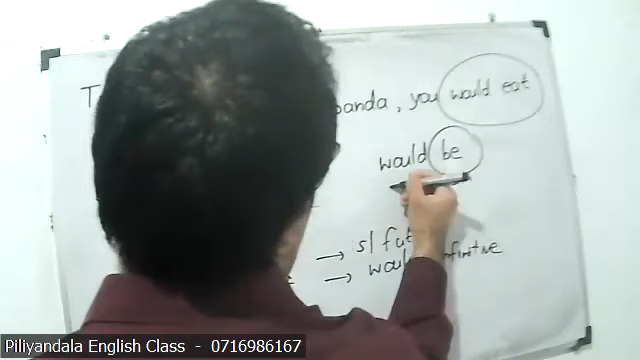 T panda, you would eat
would be
→ s/ fut
→ would infinitive
Piliyandala English Class - 0716986167